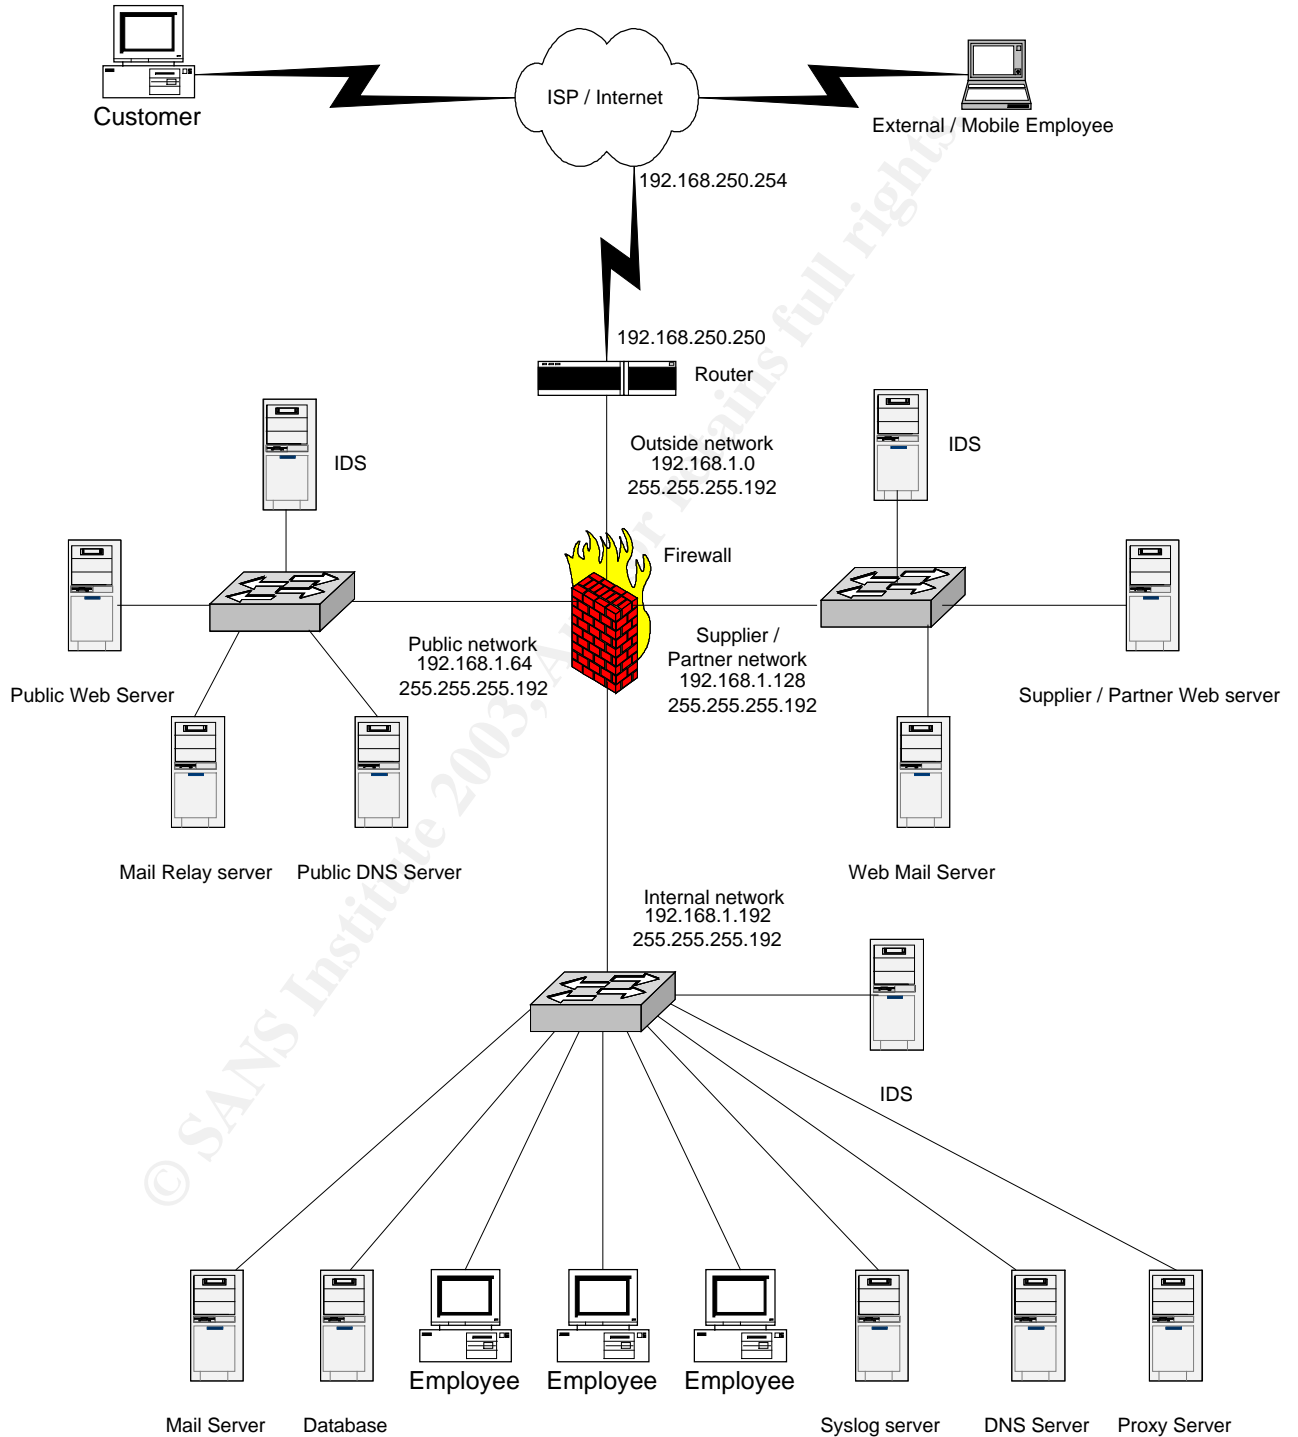 Customer
ISP / Internet
External / Mobile Employee
192.168.250.254
192.168.250.250
Router
IDS
Outside network
192.168.1.0
255.255.255.192
IDS
Firewall
Public Web Server
Public network
192.168.1.64
255.255.255.192
Supplier /
Partner network
192.168.1.128
255.255.255.192
Supplier / Partner Web server
Mail Relay server
Public DNS Server
Web Mail Server
Internal network
192.168.1.192
255.255.255.192
IDS
Employee
Employee
Employee
Mail Server
Database
Syslog server
DNS Server
Proxy Server
© SANS Institute 2003, Author retains full rights.